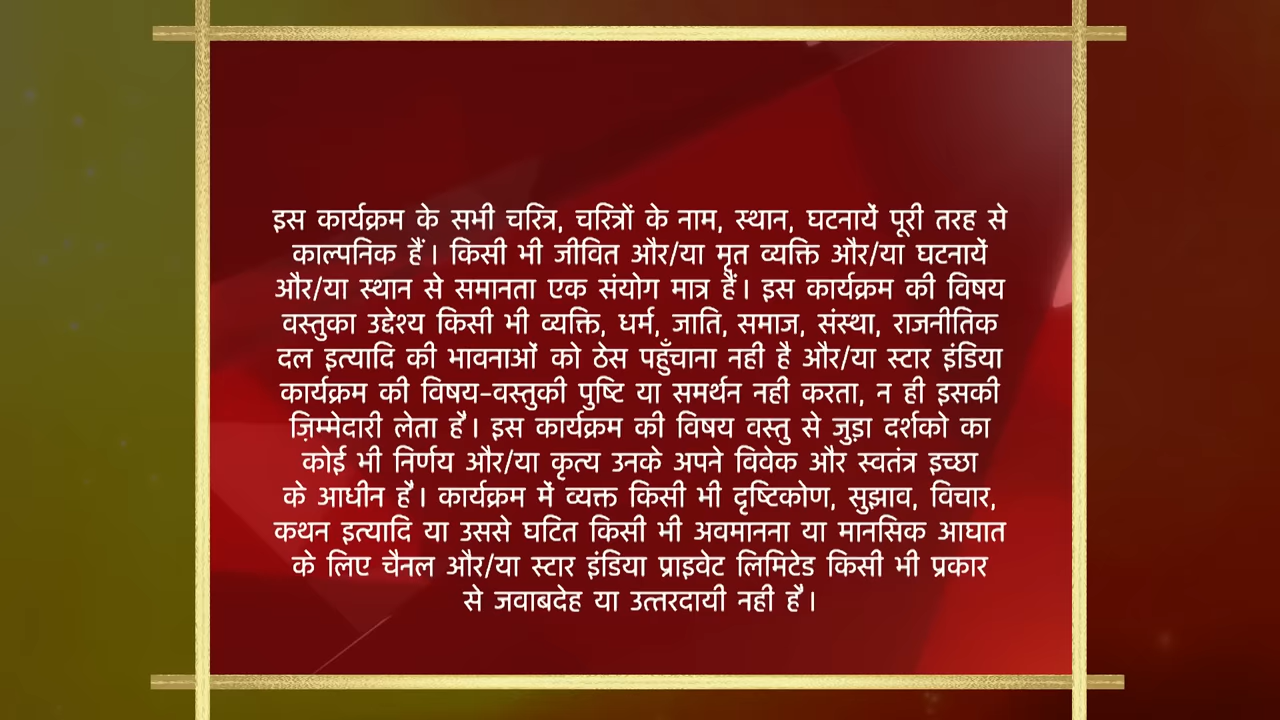 इस कार्यक्रम के सभी चरित्र, चरित्रों के नाम, स्थान, घटनायें पूरी तरह से
काल्पनिक हैं। किसी भी जीवित और/या मृत व्यक्ति और/या घटनायें
और/या स्थान से समानता एक संयोग मात्र हैं। इस कार्यक्रम की विषय
वस्तुका उद्देश्य किसी भी व्यक्ति, धर्म, जाति, समाज, संस्था, राजनीतिक
दल इत्यादि की भावनाओं को ठेस पहुँचाना नही है और/या स्टार इंडिया
कार्यक्रम की विषय-वस्तुकी पुष्टि या समर्थन नही करता, न ही इसकी
ज़िम्मेदारी लेता हैं। इस कार्यक्रम की विषय वस्तु से जुड़ा दर्शको का
कोई भी निर्णय और/या कृत्य उनके अपने विवेक और स्वतंत्र इच्छा
के आधीन हैं। कार्यक्रम में व्यक्त किसी भी दृष्टिकोण, सुझाव, विचार,
कथन इत्यादि या उससे घटित किसी भी अवमानना या मानसिक आघात
के लिए चैनल और/या स्टार इंडिया प्राइवेट लिमिटेड किसी भी प्रकार
से जवाबदेह या उत्तरदायी नही हैं।